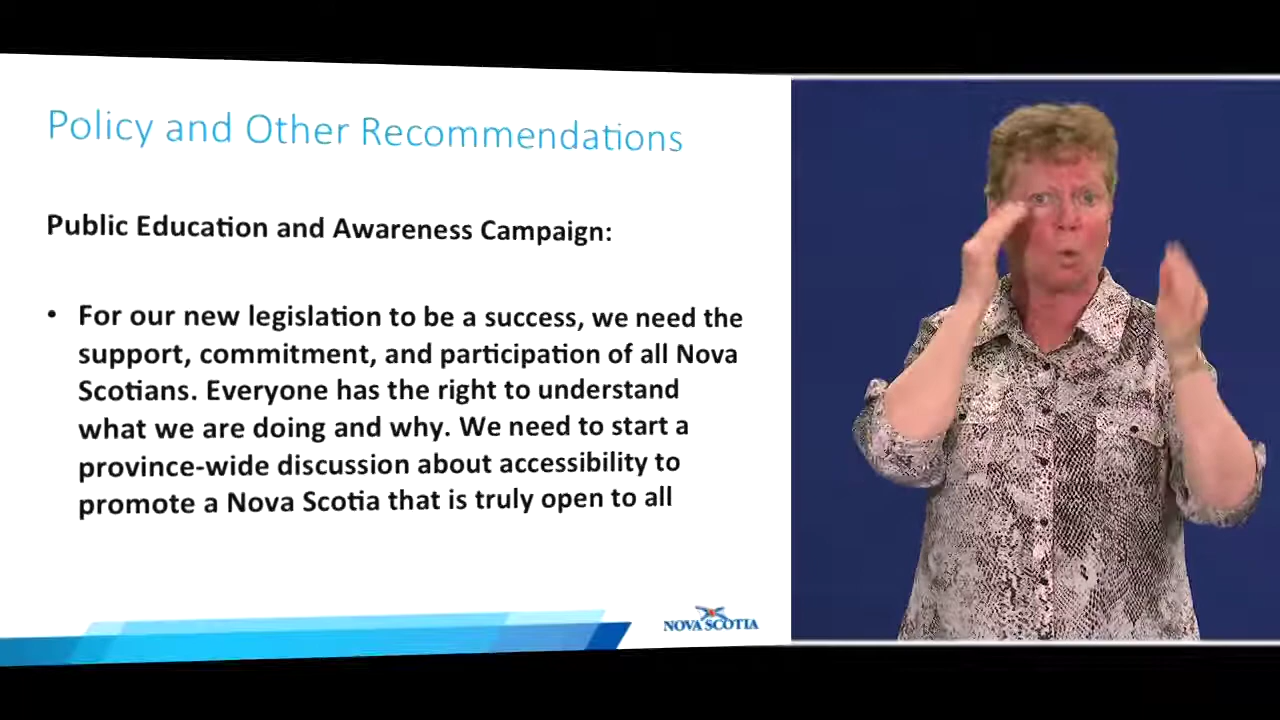 Policy and Other Recommendations
Public Education and Awareness Campaign:
• For our new legislation to be a success, we need the
support, commitment, and participation of all Nova
Scotians. Everyone has the right to understand
what we are doing and why. We need to start a
province-wide discussion about accessibility to
promote a Nova Scotia that is truly open to all
NOVA SCOTIA